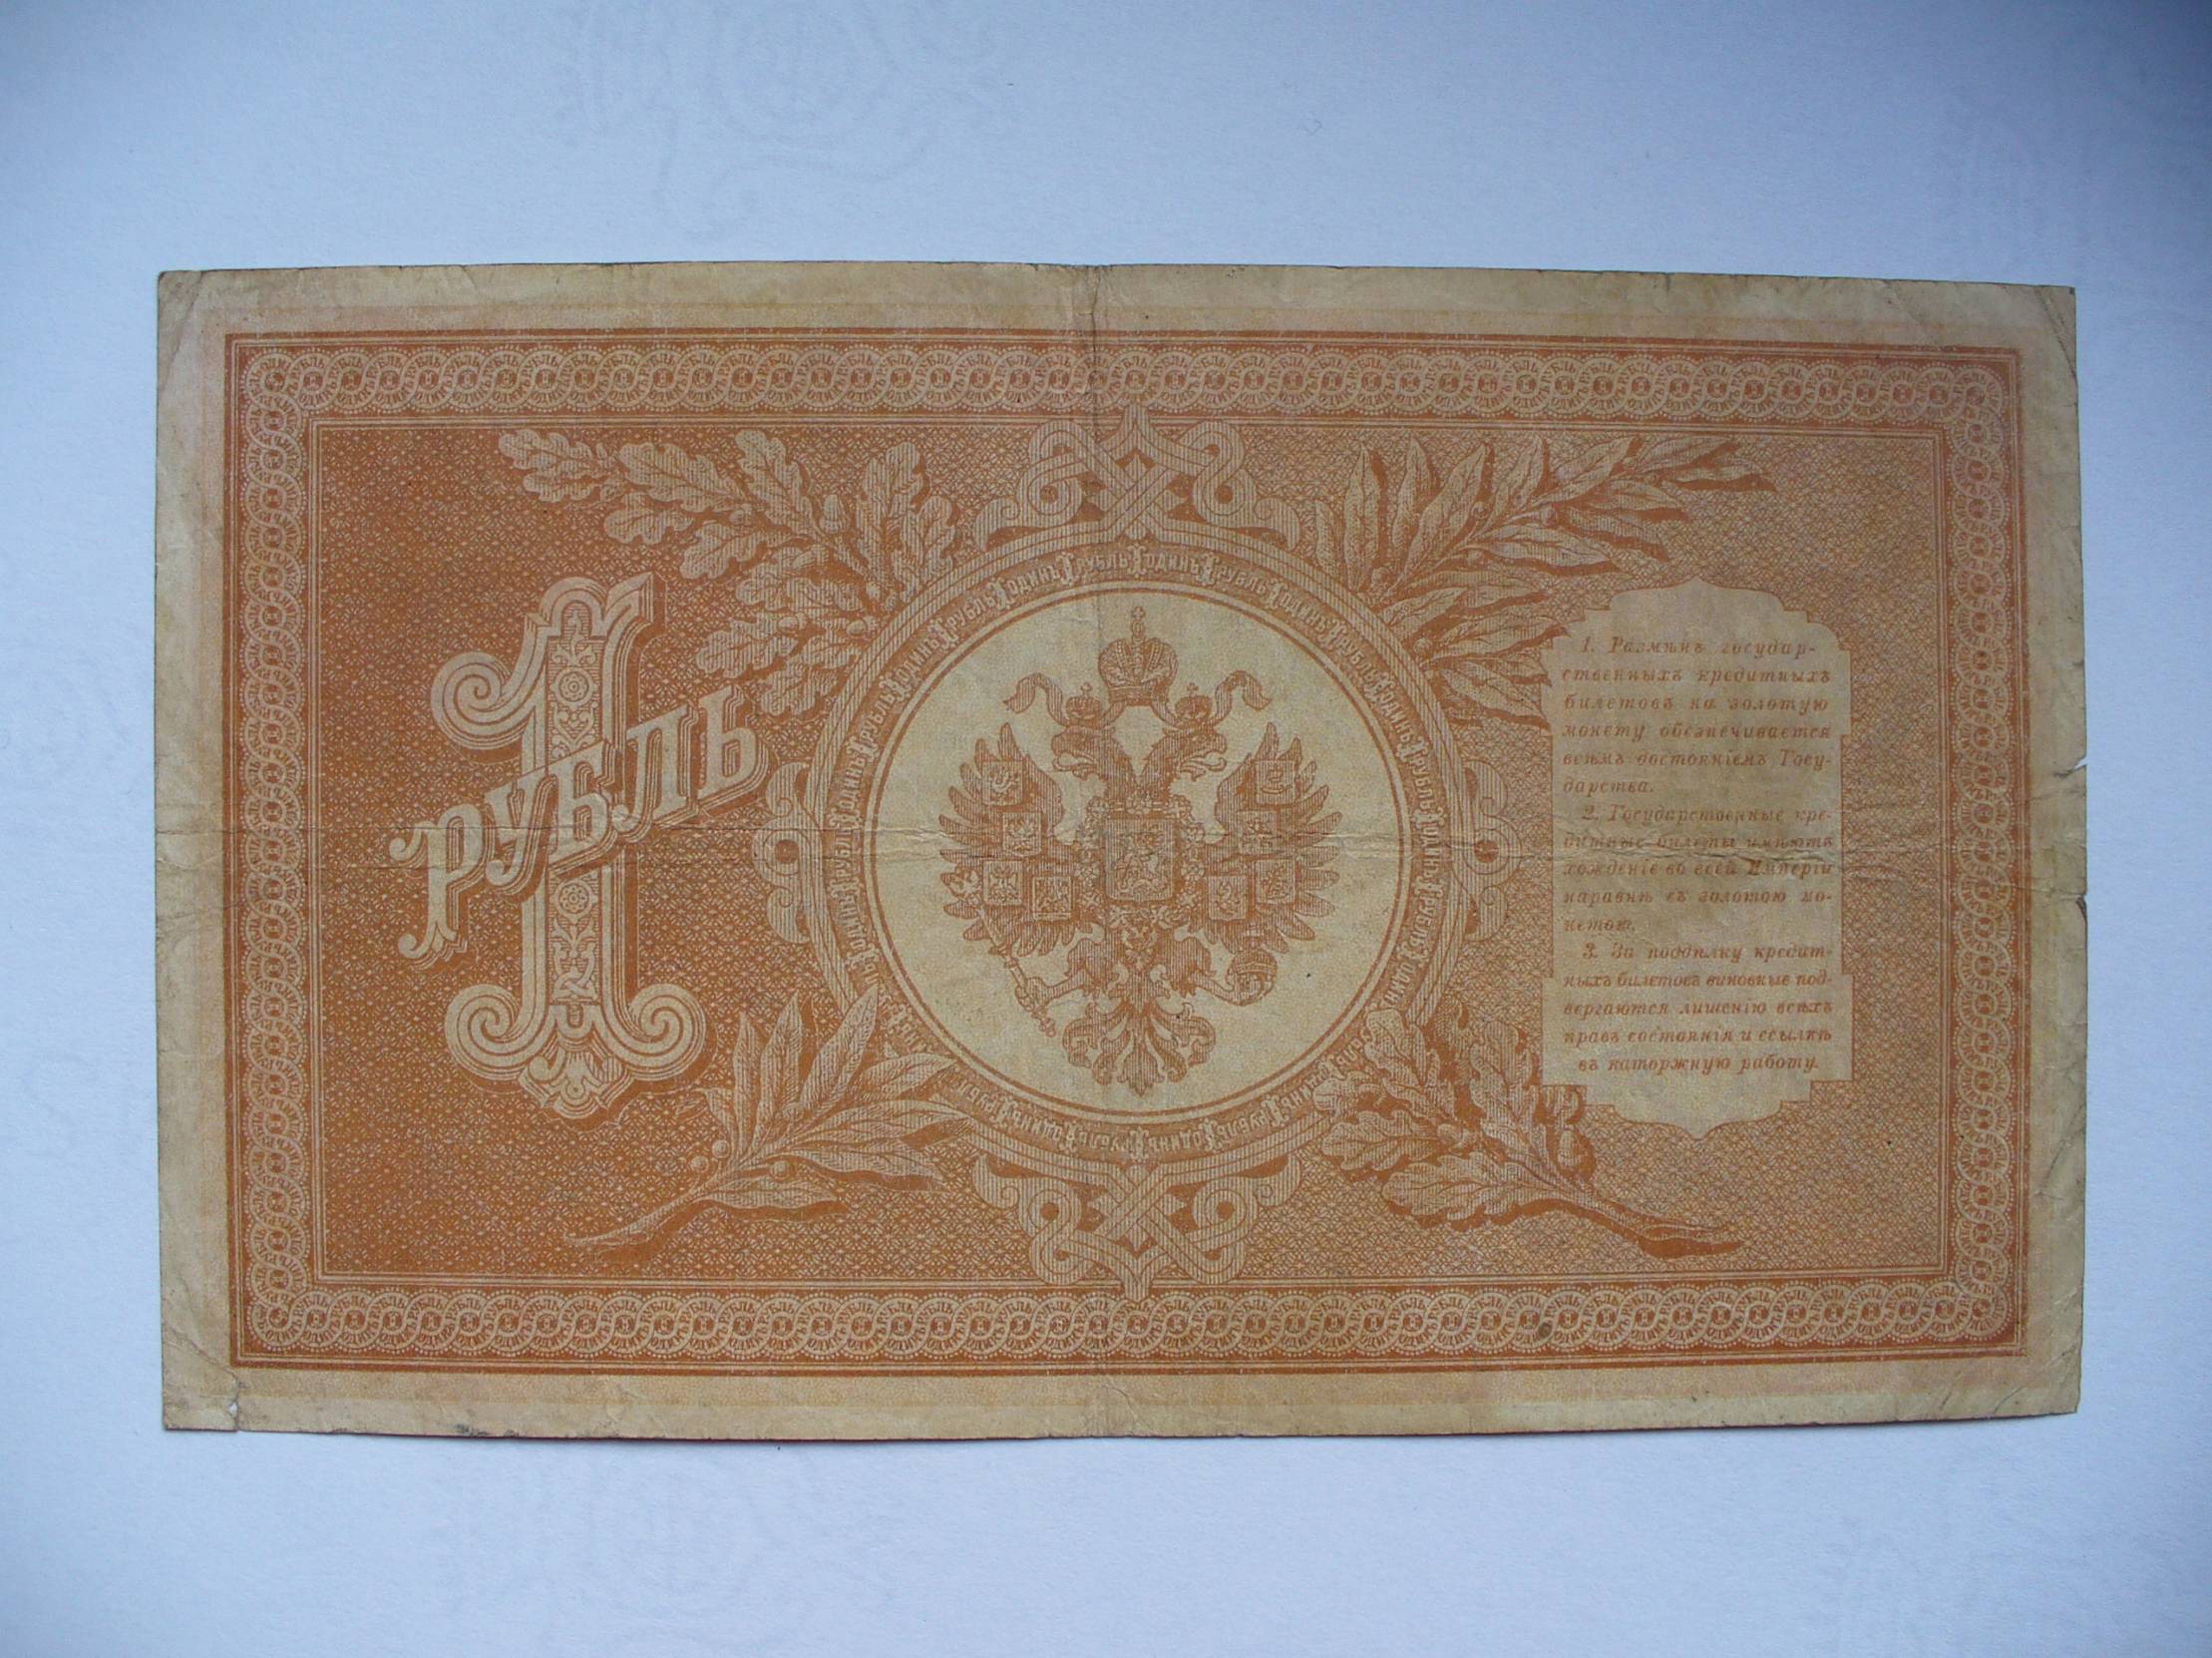 1
РУБЛЬ
1. Размѣнъ государ-
ственныхъ кредитныхъ
билетовъ на золотую
монету обезпечивается
всѣмъ достояніемъ Госу-
дарства.
2. Государственные кре-
дитные билеты имѣютъ
хожденіе во всей Имперіи
наравнѣ съ золотою мо-
нетою.
3. За поддѣлку кредит-
ныхъ билетовъ виновные под-
вергаются лишенію всѣхъ
правъ состоянія и ссылкѣ
въ каторжную работу.